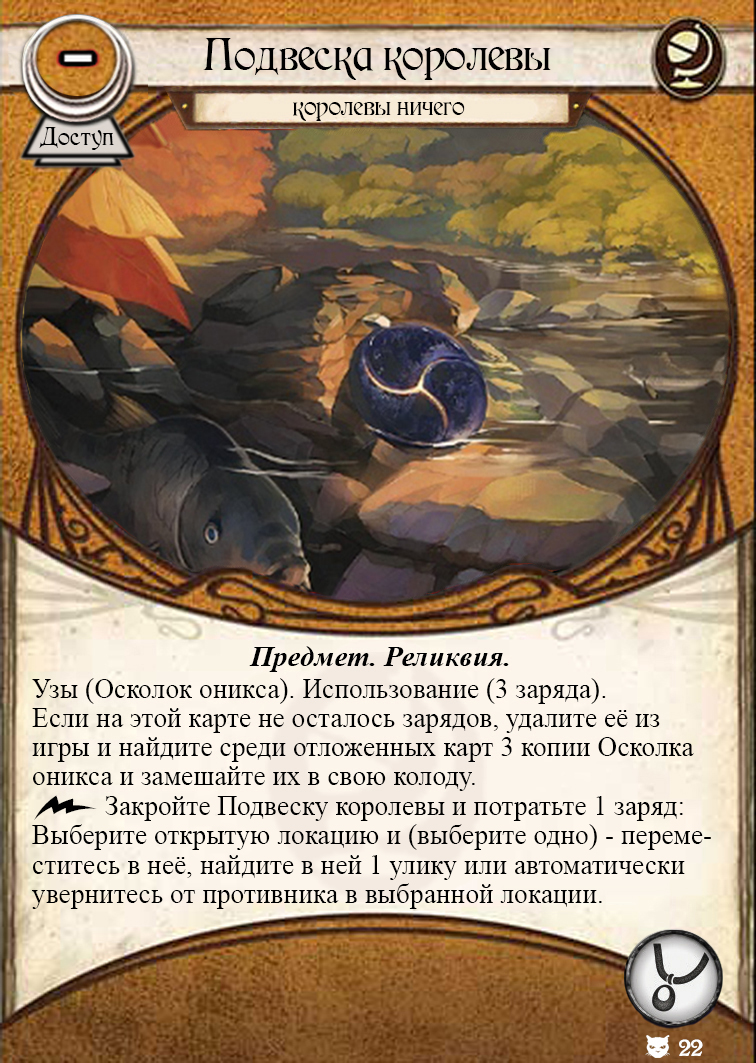 -
Подвеска королевы
королевы ничего
Доступ
Предмет. Реликвия.
Узы (Осколок оникса). Использование (3 заряда).
Если на этой карте не осталось зарядов, удалите её из
игры и найдите среди отложенных карт 3 копии Осколка
оникса и замешайте их в свою колоду.
Закройте Подвеску королевы и потратьте 1 заряд:
Выберите открытую локацию и (выберите одно) - переме-
ститесь в неё, найдите в ней 1 улику или автоматически
увернитесь от противника в выбранной локации.
22